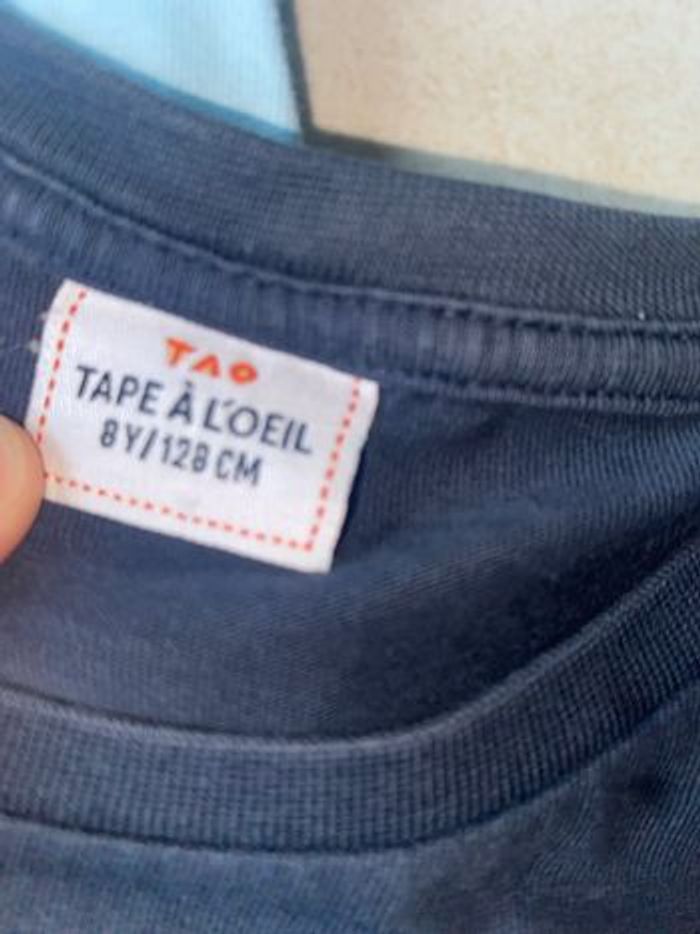 TAO
TAPE À L'OEIL
8Y/128 CM